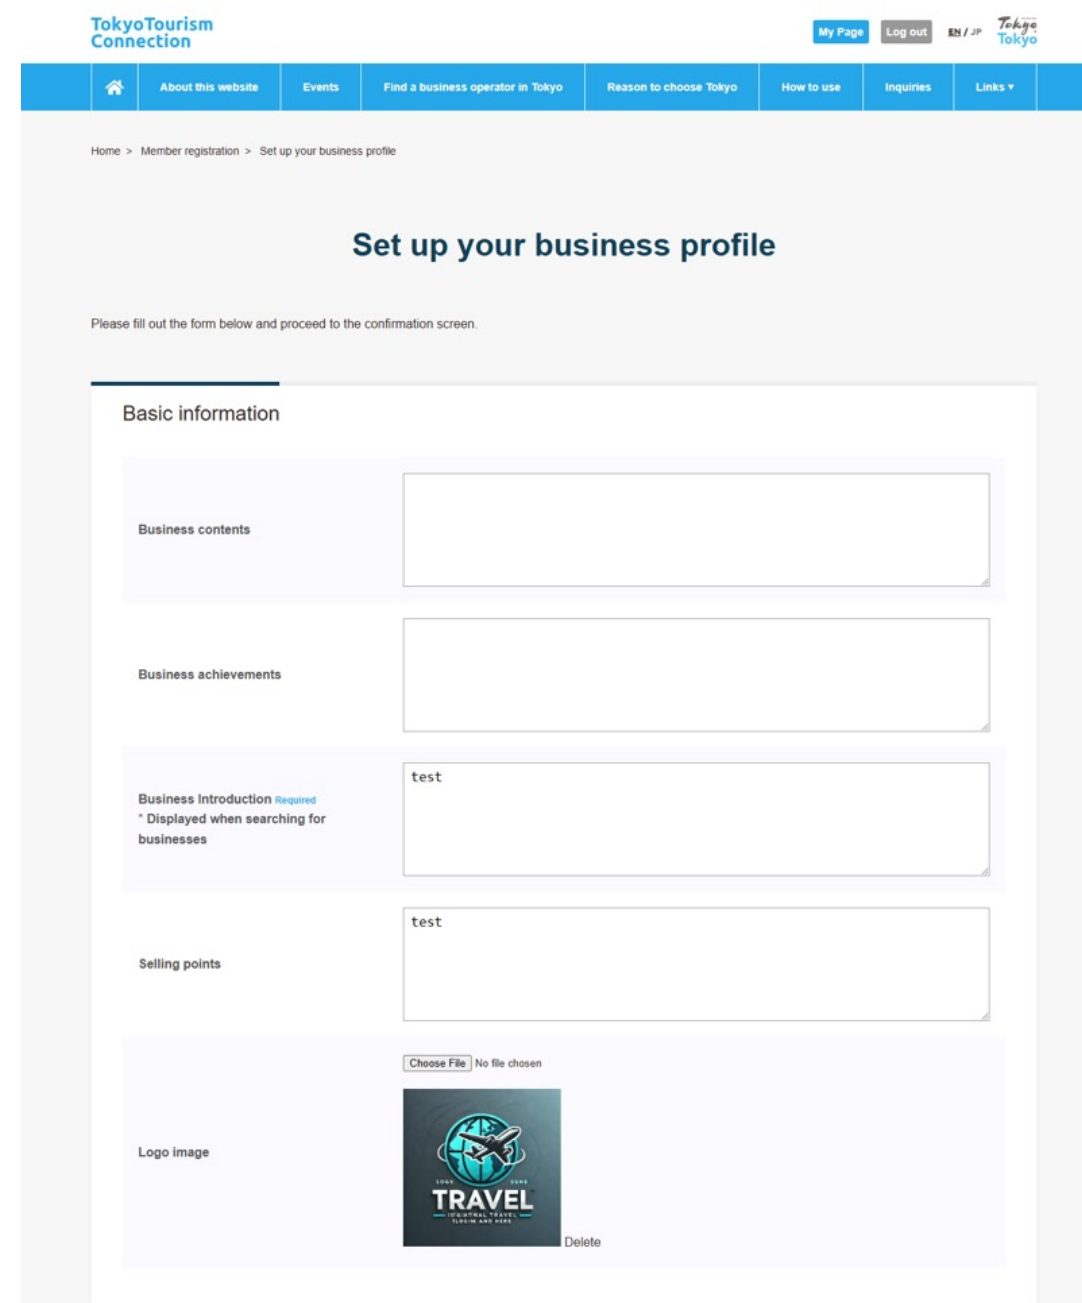 TokyoTourism
Connection
My Page
Log out
EN / JP
Tokyo
Tokyo
About this website
Events
Find a business operator in Tokyo
Reason to choose Tokyo
How to use
Inquiries
Links ▾
Home > Member registration > Set up your business profile
Set up your business profile
Please fill out the form below and proceed to the confirmation screen.
Basic information
Business contents
Business achievements
Business Introduction Required
* Displayed when searching for
businesses
test
Selling points
test
Logo image
Choose File No file chosen
TRAVEL
Delete